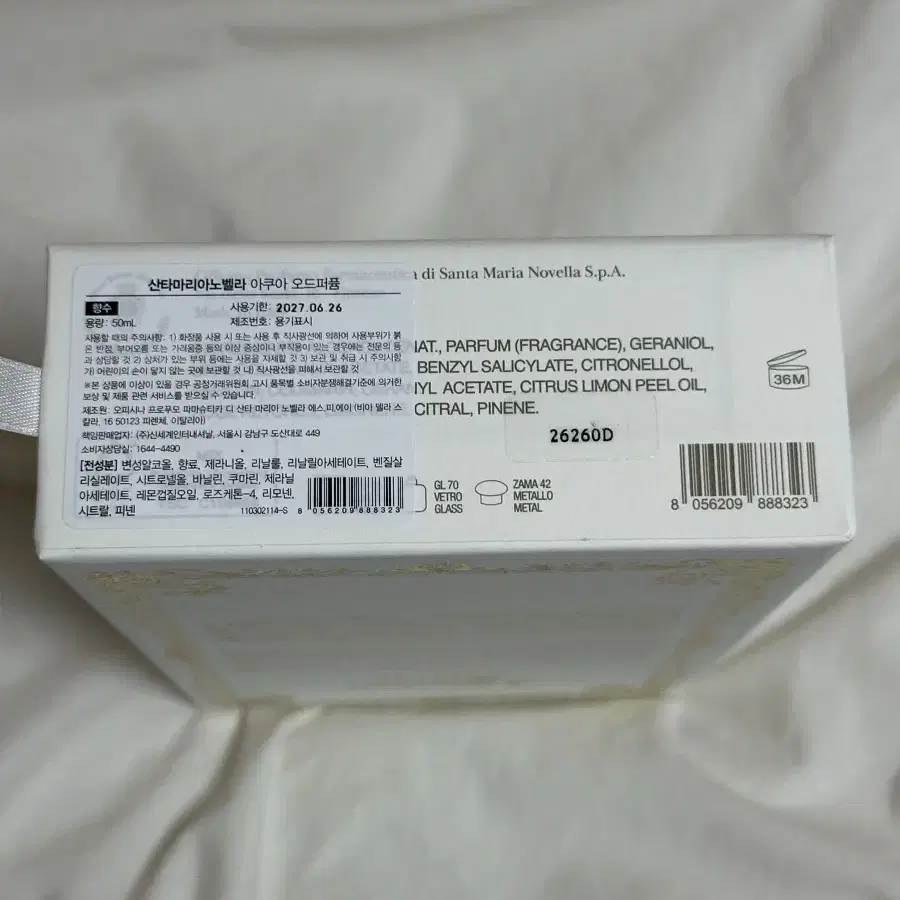 di Santa Maria Novella S.p.A.
산타마리아노벨라 아쿠아 오드퍼퓸
향수
사용기한: 2027.06.26
용량: 50mL
제조번호: 용기표시
사용할 때의 주의사항: 1) 화장품 사용 시 또는 사용 후 직사광선에 의하여 사용부위가 붉
은 반점, 부어오름 또는 가려움증 등의 이상 증상이나 부작용이 있는 경우에는 전문의 등
과 상담할 것 2) 상처가 있는 부위 등에는 사용을 자제할 것 3) 보관 및 취급 시 주의사항
가) 어린이의 손이 닿지 않는 곳에 보관할 것 나) 직사광선을 피해서 보관할 것
※본 상품에 이상이 있을 경우 공정거래위원회 고시 품목별 소비자분쟁해결기준에 의거한
보상 및 제품 관련 서비스를 받으실 수 있습니다.
제조원: 오피시나 프로푸모 파마슈티카 디 산타 마리아 노벨라 에스.피.에이 (비아 델라 스
칼라, 16 50123 피렌체, 이탈리아)
책임판매업자: (주)신세계인터내셔날, 서울시 강남구 도산대로 449
소비자상담실: 1644-4490
[전성분] 변성알코올, 향료, 제라니올, 리날룰, 리날릴아세테이트, 벤질살
리실레이트, 시트로넬올, 바닐린, 쿠마린, 제라닐
아세테이트, 레몬껍질오일, 로즈케톤-4, 리모넨,
시트랄, 피넨
110302114-S
8 056209 888323
NAT., PARFUM (FRAGRANCE), GERANIOL,
BENZYL SALICYLATE, CITRONELLOL,
ACETATE, CITRUS LIMON PEEL OIL,
CITRAL, PINENE.
36M
26260D
GL 70
VETRO
GLASS
ZAMA 42
METALLO
METAL
8 056209 888323